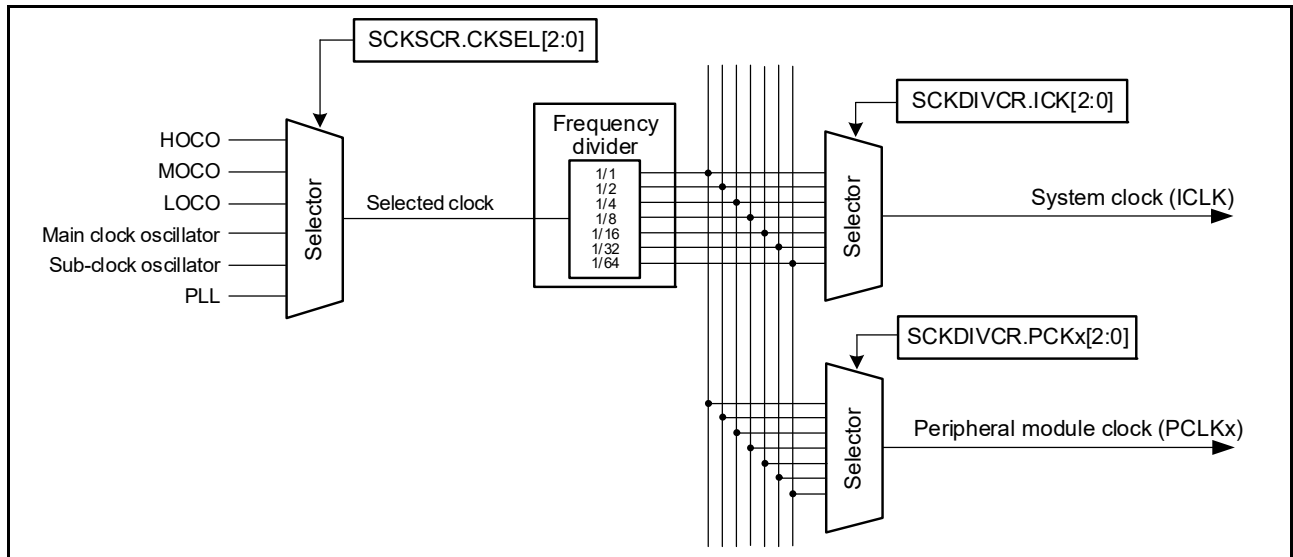 SCKSCR.CKSEL[2:0]
HOCO
MOCO
LOCO
Main clock oscillator
Sub-clock oscillator
PLL
Selector
Selected clock
Frequency
divider
1/1
1/2
1/4
1/8
1/16
1/32
1/64
SCKDIVCR.ICK[2:0]
Selector
System clock (ICLK)
SCKDIVCR.PCKx[2:0]
Selector
Peripheral module clock (PCLKx)